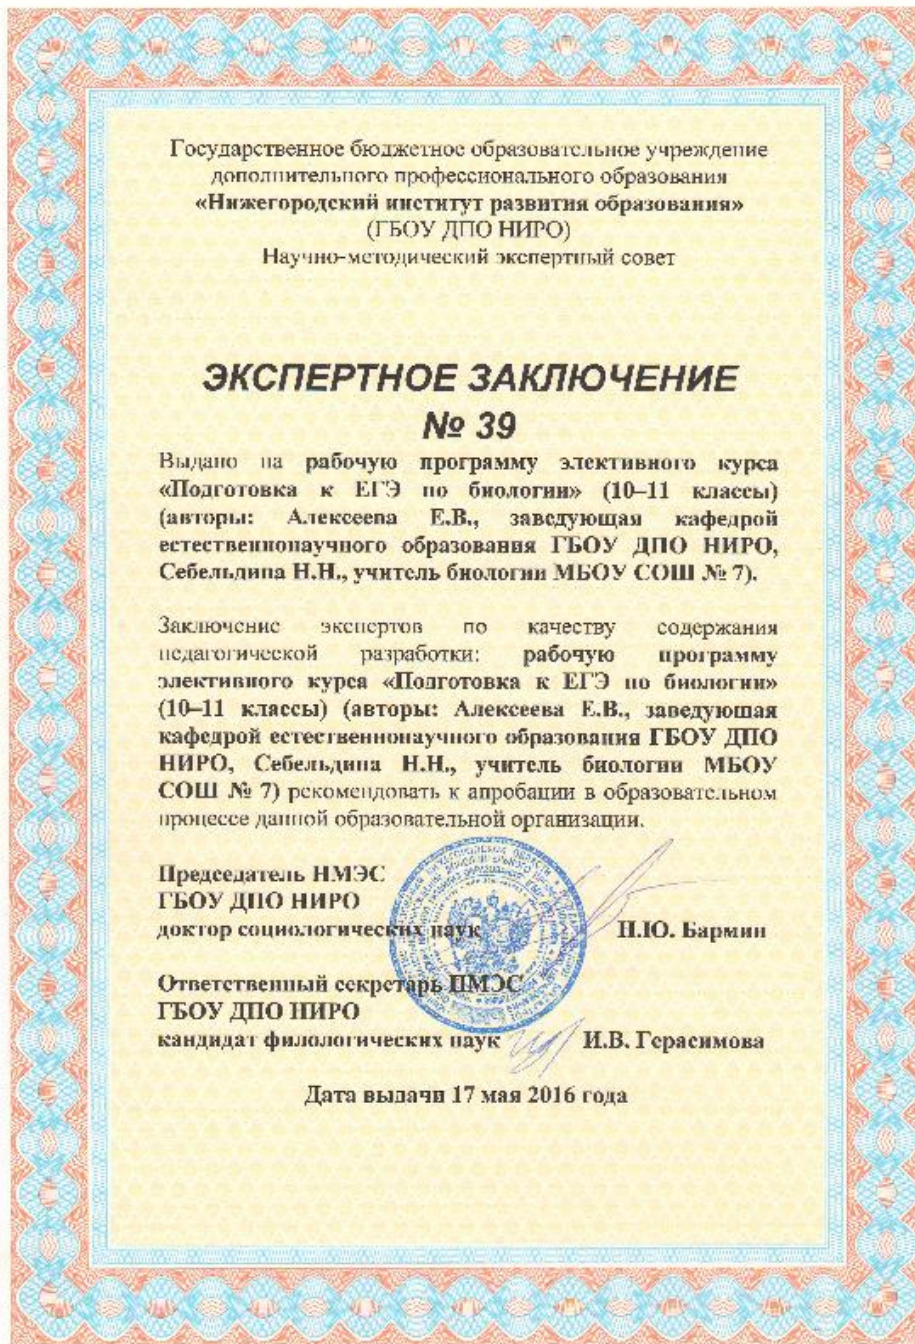 Государственное бюджетное образовательное учреждение
дополнительного профессионального образования
«Нижегородский институт развития образования»
(ГБОУ ДПО НИРО)
Научно-методический экспертный совет
ЭКСПЕРТНОЕ ЗАКЛЮЧЕНИЕ
№ 39
Выдано на рабочую программу элективного курса
«Подготовка к ЕГЭ по биологии» (10–11 классы)
(авторы: Алексеева Е.В., заведующая кафедрой
естественнонаучного образования ГБОУ ДПО НИРО,
Себельдина Н.Н., учитель биологии МБОУ СОШ № 7).
Заключение экспертов по качеству содержания
педагогической разработки: рабочую программу
элективного курса «Подготовка к ЕГЭ по биологии»
(10–11 классы) (авторы: Алексеева Е.В., заведующая
кафедрой естественнонаучного образования ГБОУ ДПО
НИРО, Себельдина Н.Н., учитель биологии МБОУ
СОШ № 7) рекомендовать к апробации в образовательном
процессе данной образовательной организации.
Председатель НМЭС
ГБОУ ДПО НИРО
доктор социологических наук Н.Ю. Бармин
Ответственный секретарь НМЭС
ГБОУ ДПО НИРО
кандидат филологических наук И.В. Герасимова
Дата выдачи 17 мая 2016 года